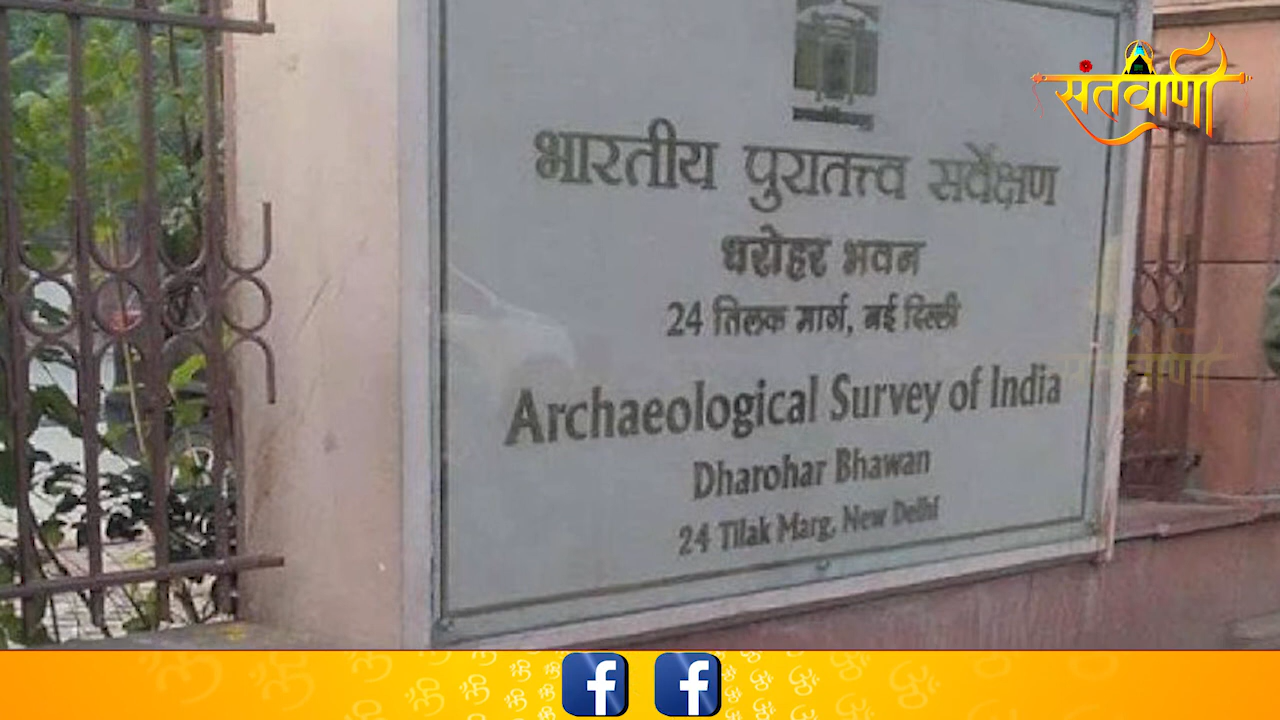 संतवाणी
भारतीय पुरातत्त्व सर्वेक्षण
धरोहर भवन
24 तिलक मार्ग, नई दिल्ली
Archaeological Survey of India
Dharohar Bhawan
24 Tilak Marg, New Delhi